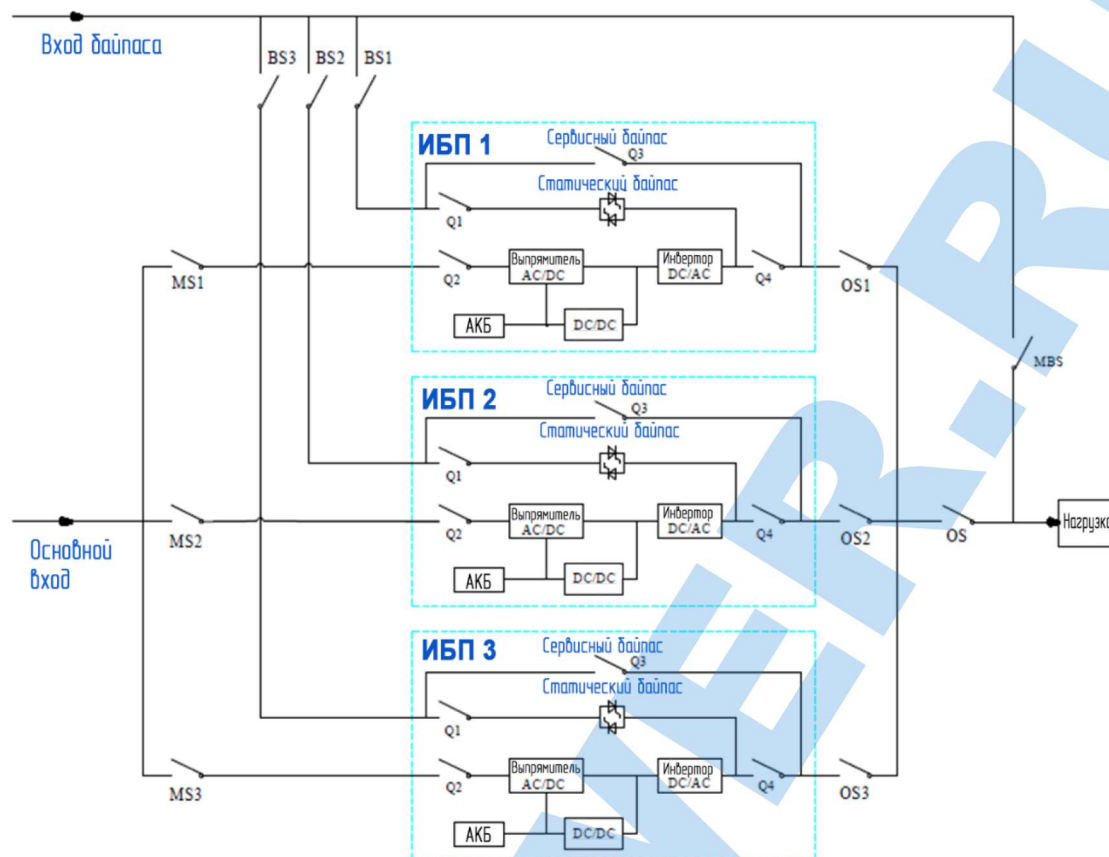 Вход байпаса
BS3
BS2
BS1
ИБП 1
Сервисный байпас
Q3
Статический байпас
Q1
MS1
Q2
Выпрямитель
AC/DC
Инвертор
DC/AC
Q4
OS1
АКБ
DC/DC
MBS
ИБП 2
Сервисный байпас
Q3
Статический байпас
Q1
Основной
вход
MS2
Q2
Выпрямитель
AC/DC
Инвертор
DC/AC
Q4
OS2
OS
Нагрузка
АКБ
DC/DC
ИБП 3
Сервисный байпас
Q3
Статический байпас
Q1
MS3
Q2
Выпрямитель
AC/DC
Инвертор
DC/AC
Q4
OS3
АКБ
DC/DC
VER.RU